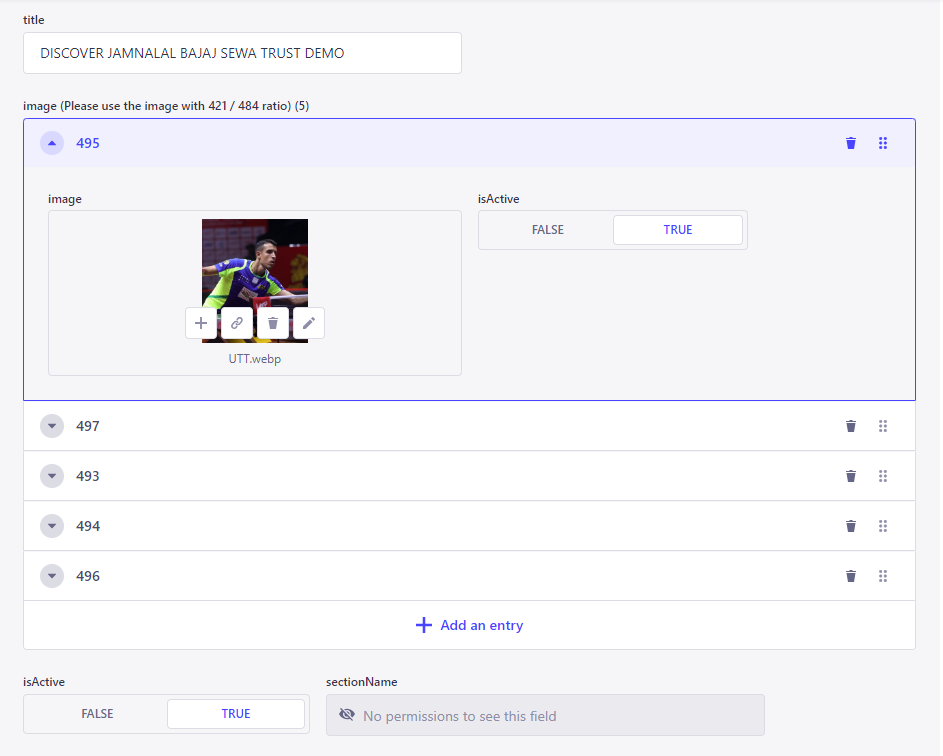 title
DISCOVER JAMNALAL BAJAJ SEWA TRUST DEMO
image (Please use the image with 421 / 484 ratio) (5)
495
image
isActive
FALSE
TRUE
UTT.webp
497
493
494
496
Add an entry
isActive
sectionName
FALSE
TRUE
No permissions to see this field